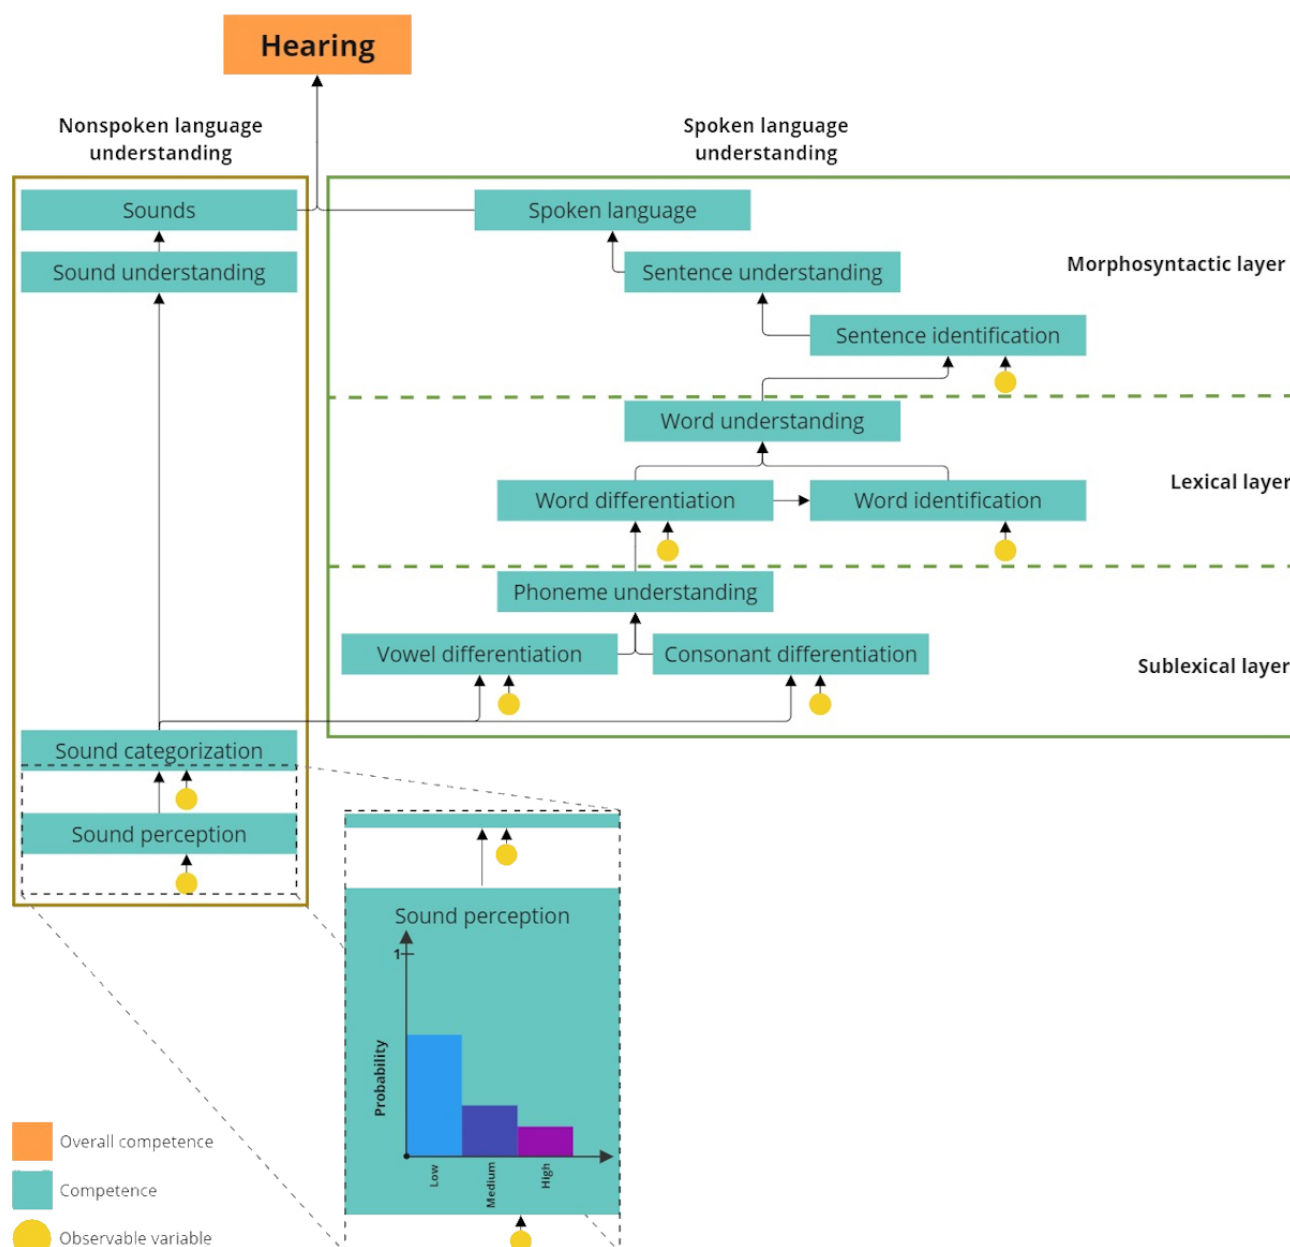 Hearing
Nonspoken language
understanding
Spoken language
understanding
Sounds
Spoken language
Sound understanding
Sentence understanding
Morphosyntactic layer
Sentence identification
Word understanding
Lexical layer
Word differentiation
Word identification
Phoneme understanding
Vowel differentiation
Consonant differentiation
Sublexical layer
Sound categorization
Sound perception
Sound perception
1
Probability
Low
Medium
High
Overall competence
Competence
Observable variable